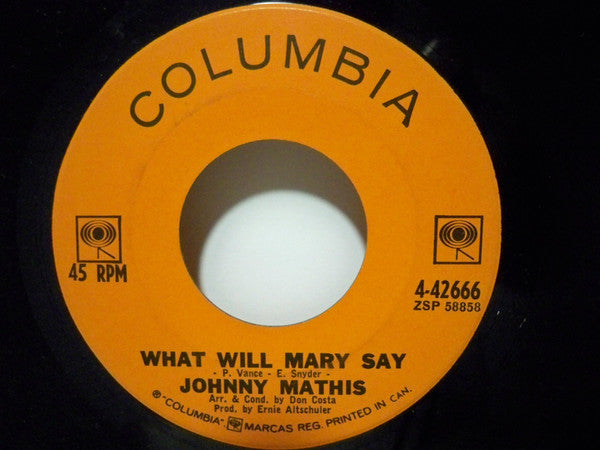 COLUMBIA
45 RPM
4-42666
ZSP 58858
WHAT WILL MARY SAY
- P. Vance - E. Snyder -
JOHNNY MATHIS
Arr. & Cond. by Don Costa
Prod. by Ernie Altschuler
℗"COLUMBIA" MARCAS REG. PRINTED IN CAN.